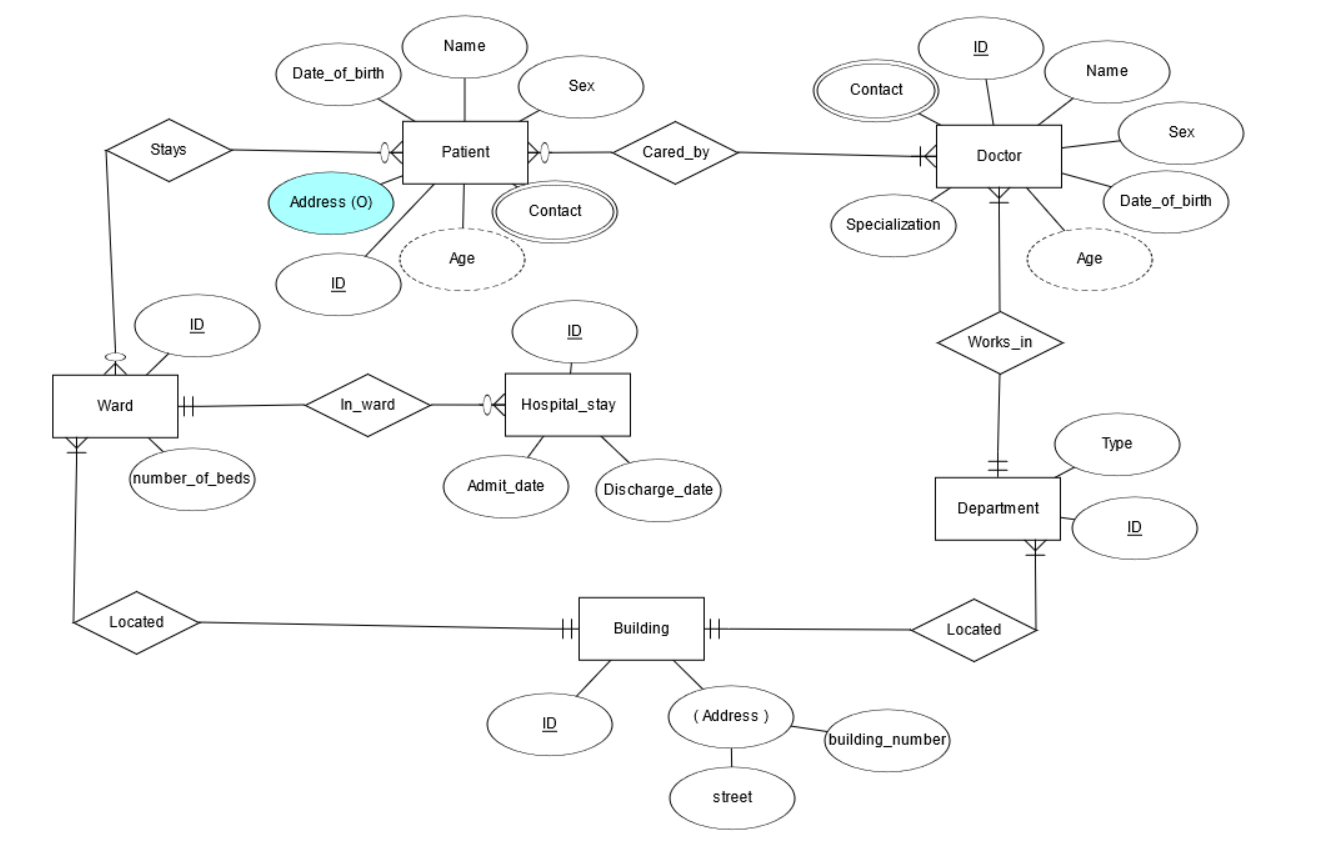 Name
ID
Date_of_birth
Name
Sex
Contact
Sex
Stays
Patient
Cared_by
Doctor
Address (O)
Contact
Date_of_birth
Specialization
Age
Age
ID
ID
ID
Works_in
Ward
In_ward
Hospital_stay
Type
number_of_beds
Admit_date
Discharge_date
Department
ID
Located
Building
Located
ID
( Address )
building_number
street